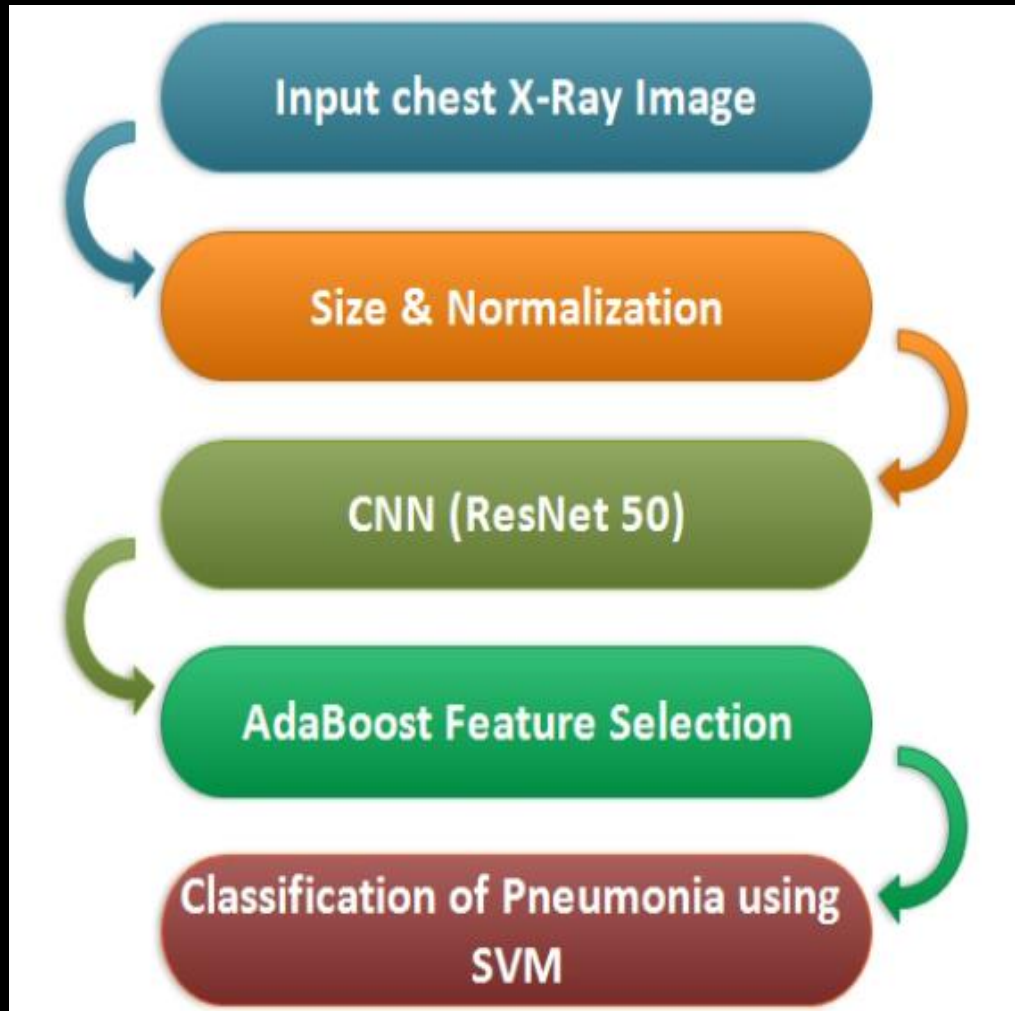 Input chest X-Ray Image
Size & Normalization
CNN (ResNet 50)
AdaBoost Feature Selection
Classification of Pneumonia using
SVM